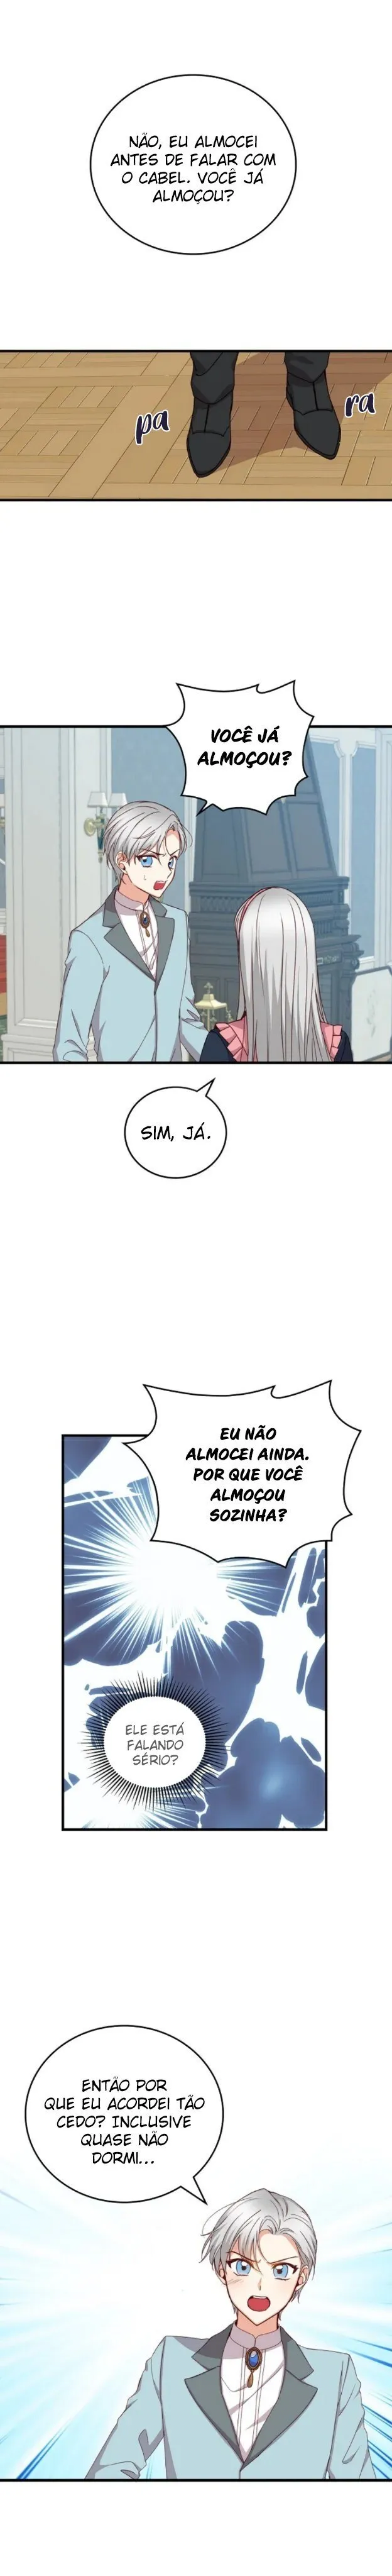 NÃO, EU ALMOCEI
ANTES DE FALAR COM
O CABEL. VOCÊ JÁ
ALMOÇOU?
pa
ra
VOCÊ JÁ
ALMOÇOU?
SIM, JÁ.
EU NÃO
ALMOCEI AINDA.
POR QUE VOCÊ
ALMOÇOU
SOZINHA?
ELE ESTÁ
FALANDO
SÉRIO?
ENTÃO POR
QUE EU ACORDEI TÃO
CEDO? INCLUSIVE
QUASE NÃO
DORMI...